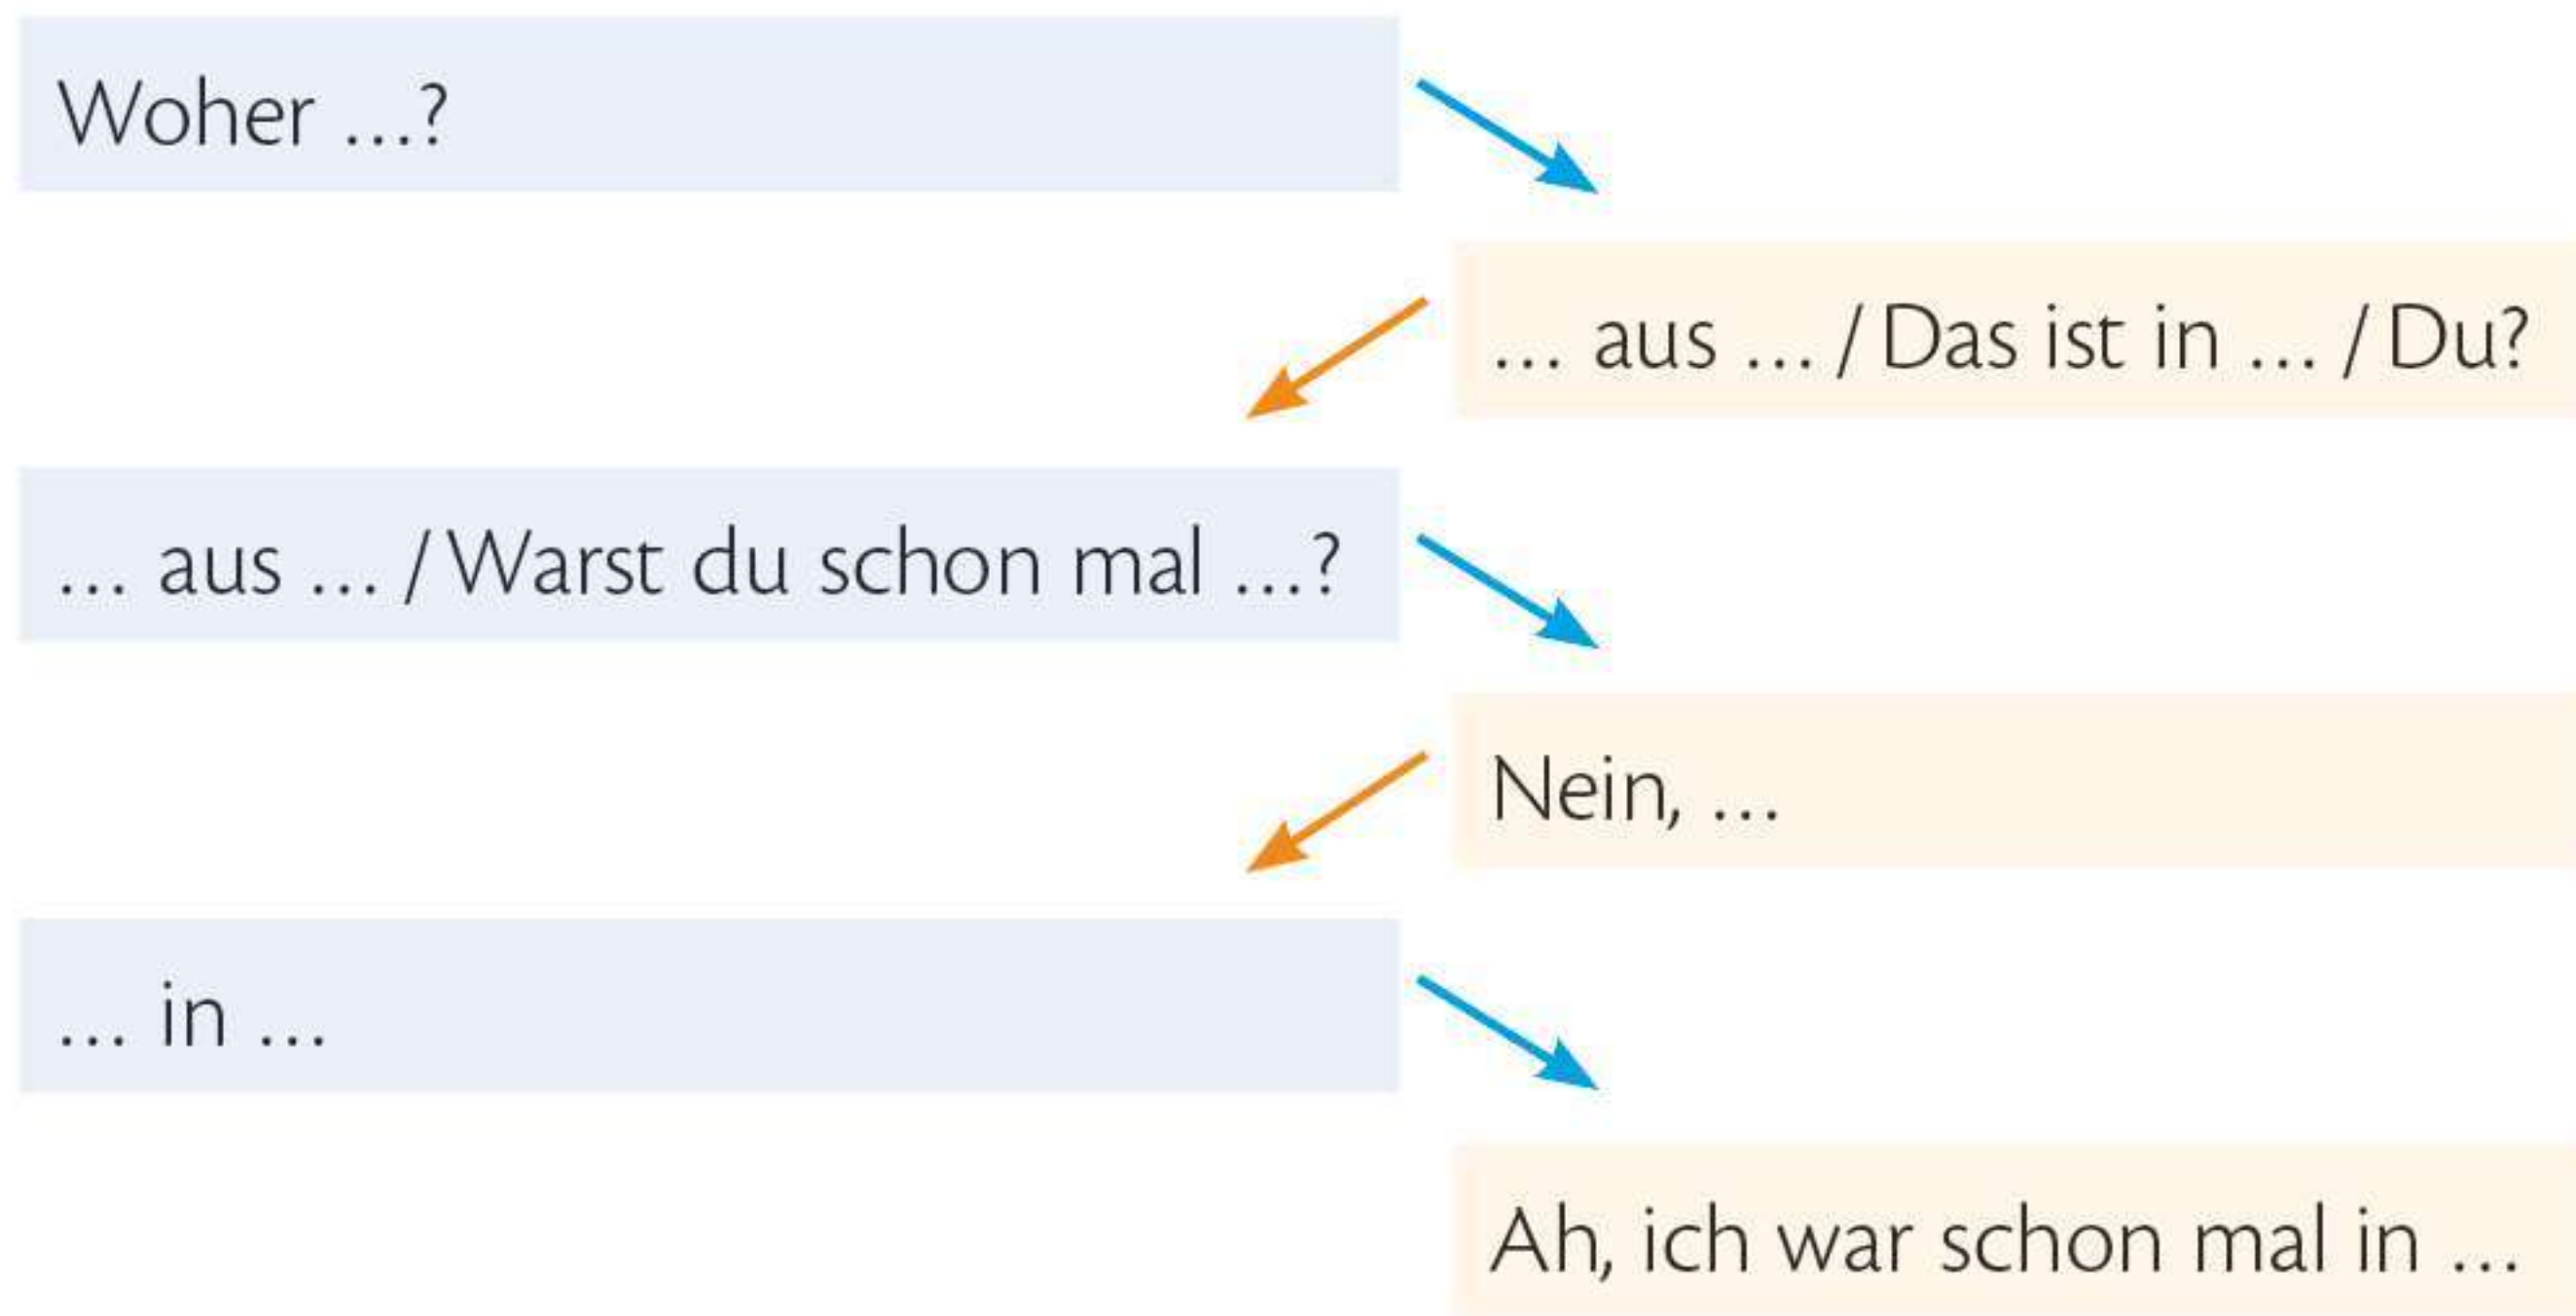 Woher ...?
... aus ... / Das ist in ... / Du?
... aus ... / Warst du schon mal ...?
Nein, ...
... in ...
Ah, ich war schon mal in ...